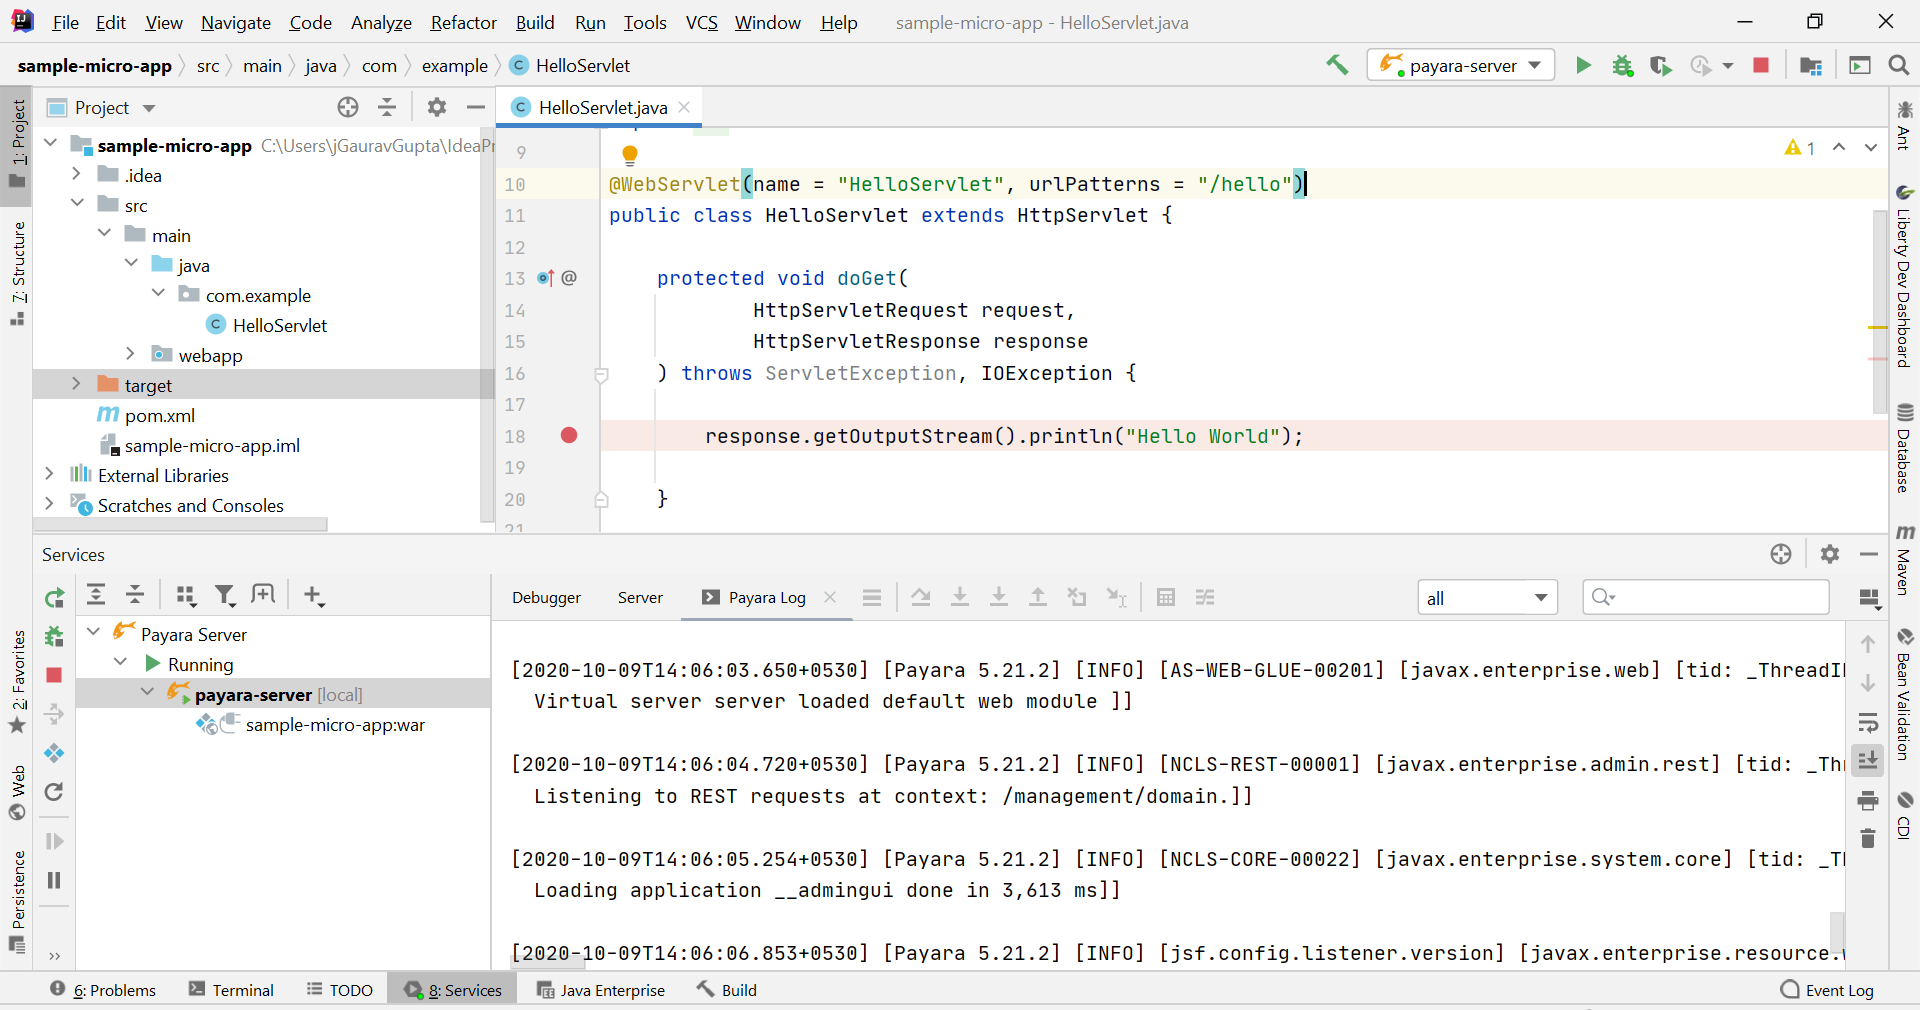 File Edit View Navigate Code Analyze Refactor Build Run Tools VCS Window Help sample-micro-app - HelloServlet.java
sample-micro-app src main java com example HelloServlet payara-server
1: Project
7: Structure
2: Favorites
Web
Persistence
Project
sample-micro-app C:\Users\jGauravGupta\IdeaPr
.idea
src
main
java
com.example
HelloServlet
webapp
target
pom.xml
sample-micro-app.iml
External Libraries
Scratches and Consoles
HelloServlet.java
1
9
10 @WebServlet(name = "HelloServlet", urlPatterns = "/hello")
11 public class HelloServlet extends HttpServlet {
12
13 @ protected void doGet(
14 HttpServletRequest request,
15 HttpServletResponse response
16 ) throws ServletException, IOException {
17
18 response.getOutputStream().println("Hello World");
19
20 }
21
Ant
Liberty Dev Dashboard
Database
Maven
Bean Validation
CDI
Services
Debugger Server Payara Log all
Payara Server
Running
payara-server [local]
sample-micro-app:war
[2020-10-09T14:06:03.650+0530] [Payara 5.21.2] [INFO] [AS-WEB-GLUE-00201] [javax.enterprise.web] [tid: _ThreadI
Virtual server server loaded default web module ]]
[2020-10-09T14:06:04.720+0530] [Payara 5.21.2] [INFO] [NCLS-REST-00001] [javax.enterprise.admin.rest] [tid: _Thr
Listening to REST requests at context: /management/domain.]]
[2020-10-09T14:06:05.254+0530] [Payara 5.21.2] [INFO] [NCLS-CORE-00022] [javax.enterprise.system.core] [tid: _Th
Loading application __admingui done in 3,613 ms]]
[2020-10-09T14:06:06.853+0530] [Payara 5.21.2] [INFO] [jsf.config.listener.version] [javax.enterprise.resource.
6: Problems Terminal TODO 8: Services Java Enterprise Build Event Log